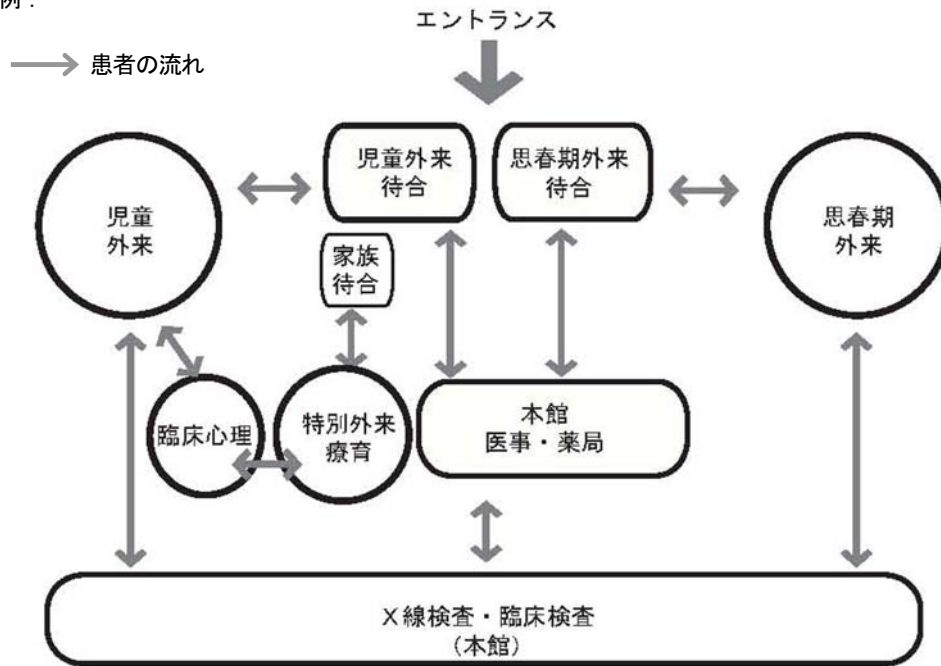 例：
エントランス
患者の流れ
児童外来
待合
思春期外来
待合
児童
外来
思春期
外来
家族
待合
臨床心理
特別外来
療育
本館
医事・薬局
X線検査・臨床検査
(本館)